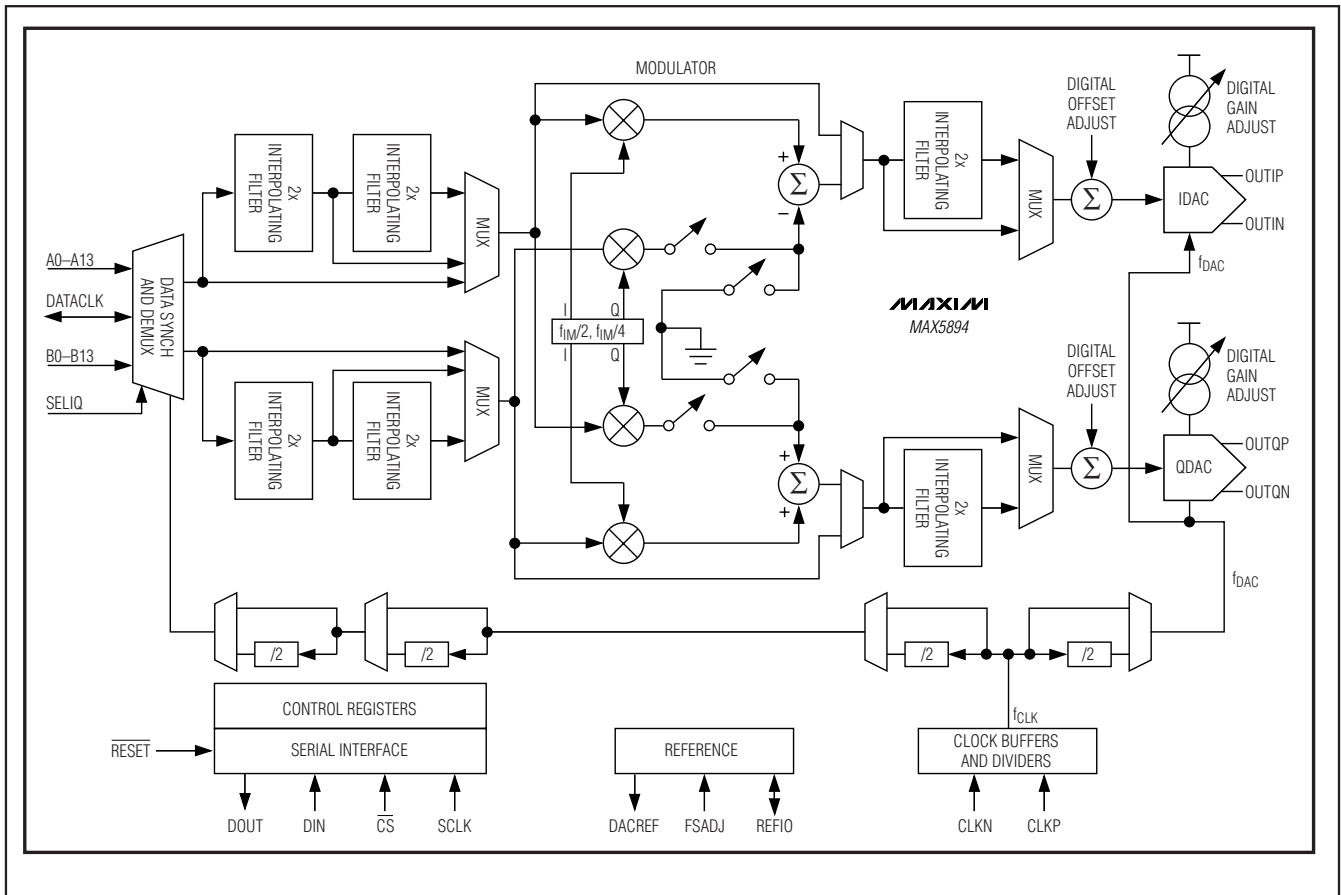 MODULATOR
DIGITAL
OFFSET
ADJUST
DIGITAL
GAIN
ADJUST
2x
INTERPOLATING
FILTER
2x
INTERPOLATING
FILTER
MUX
+
Σ
−
2x
INTERPOLATING
FILTER
MUX
Σ
IDAC
OUTIP
OUTIN
fDAC
A0–A13
DATACLK
B0–B13
SELIQ
DATA SYNCH
AND DEMUX
I Q
fIM/2, fIM/4
I Q
MAXIM
MAX5894
DIGITAL
OFFSET
ADJUST
DIGITAL
GAIN
ADJUST
2x
INTERPOLATING
FILTER
2x
INTERPOLATING
FILTER
MUX
+
Σ
+
2x
INTERPOLATING
FILTER
MUX
Σ
QDAC
OUTQP
OUTQN
fDAC
/2
/2
/2
/2
fCLK
CONTROL REGISTERS
RESET
SERIAL INTERFACE
REFERENCE
CLOCK BUFFERS
AND DIVIDERS
DOUT DIN CS SCLK
DACREF FSADJ REFIO
CLKN CLKP